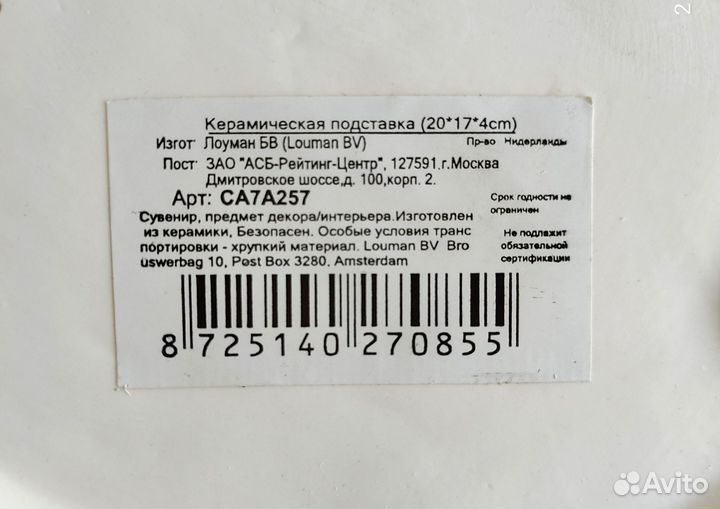 2
Керамическая подставка (20*17*4cm)
Изгот Лоуман БВ (Louman BV) Пр-во Нидерланды
Пост ЗАО "АСБ-Рейтинг-Центр", 127591.г.Москва
Дмитровское шоссе,д. 100,корп. 2.
Арт: CA7A257
Срок годности не
ограничен
Сувенир, предмет декора/интерьера.Изготовлен
из керамики, Безопасен. Особые условия транс
портировки - хрупкий материал. Louman BV Bro
uswerbag 10, Post Box 3280, Amsterdam
Не подлежит
обязательной
сертификации
8 725140 270855
Avito